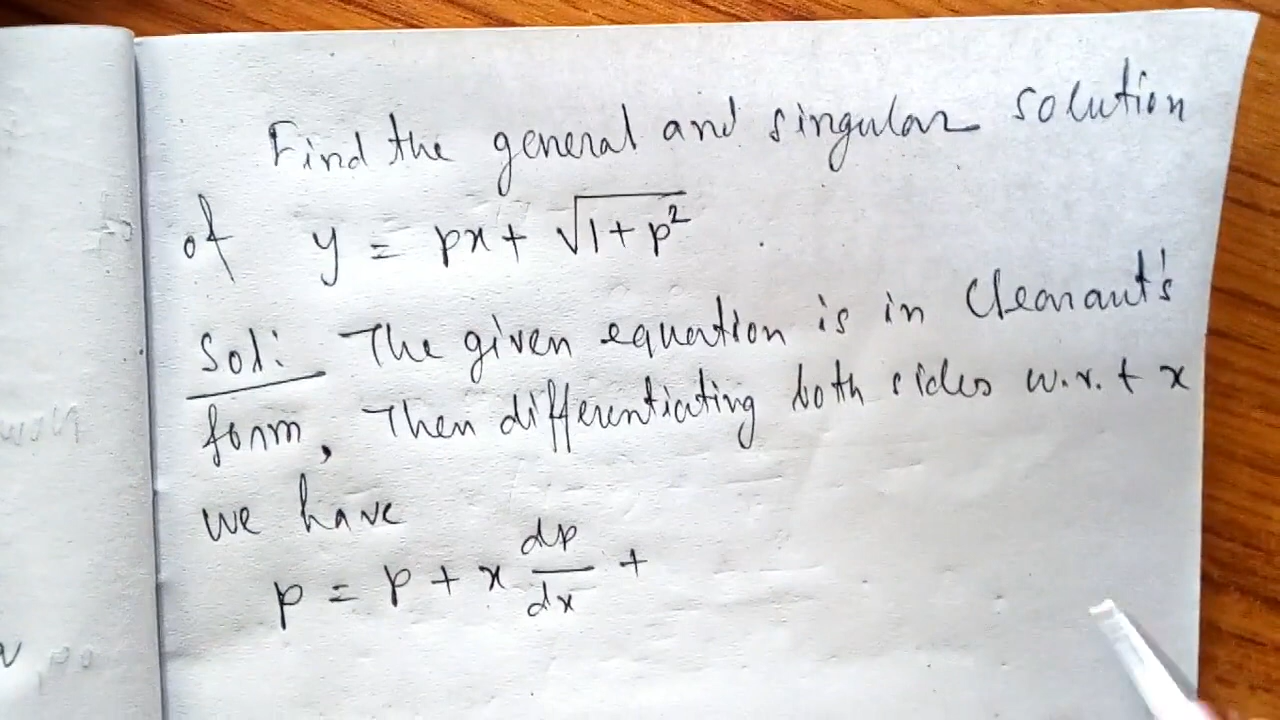 Find the general and singular solution
of y = px + √1+p² .
Sol: The given equation is in Clearaut's
form, Then differentiating both sides w.r.t x
we have
p = p + x dp/dx +